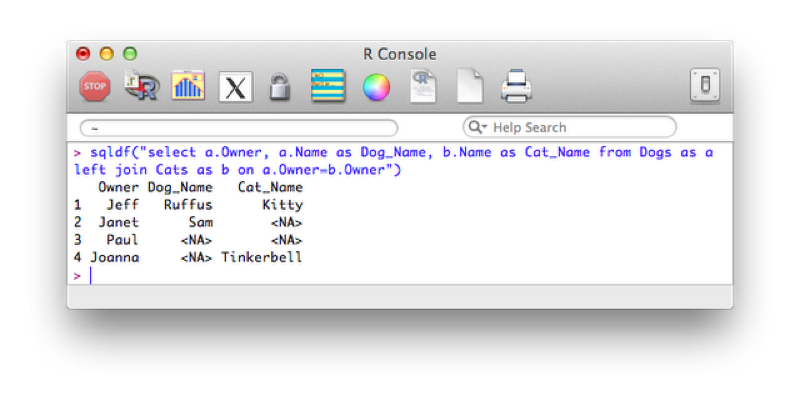 R Console
STOP
R
X
R
~
Help Search
> sqldf("select a.Owner, a.Name as Dog_Name, b.Name as Cat_Name from Dogs as a
left join Cats as b on a.Owner=b.Owner")
Owner Dog_Name Cat_Name
1 Jeff Ruffus Kitty
2 Janet Sam <NA>
3 Paul <NA> <NA>
4 Joanna <NA> Tinkerbell
>